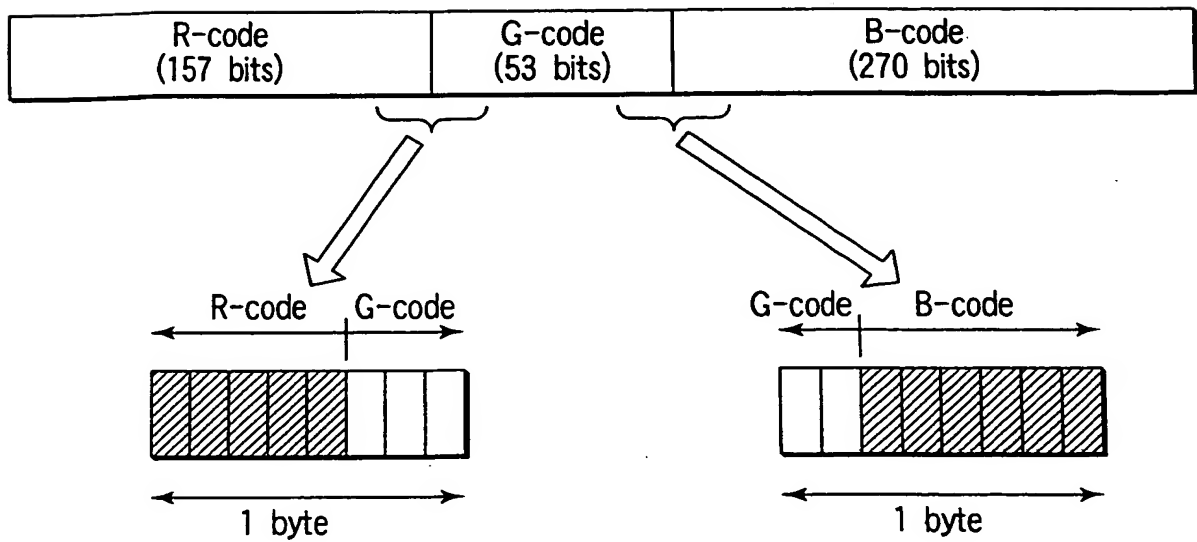 R-code
(157 bits)
G-code
(53 bits)
B-code
(270 bits)
R-code
G-code
G-code
B-code
1 byte
1 byte